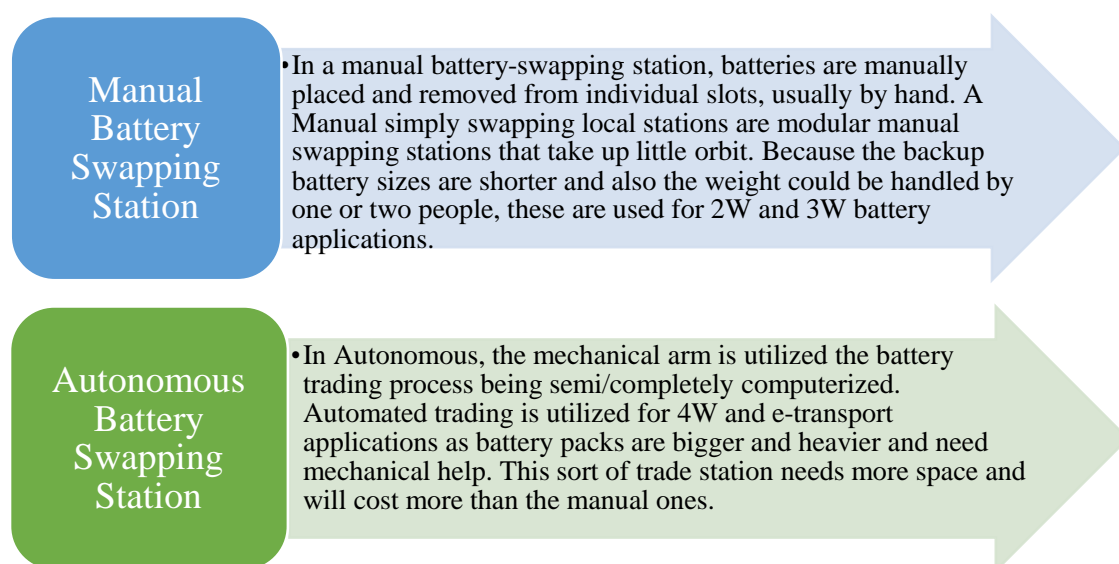 Manual
Battery
Swapping
Station
•In a manual battery-swapping station, batteries are manually
placed and removed from individual slots, usually by hand. A
Manual simply swapping local stations are modular manual
swapping stations that take up little orbit. Because the backup
battery sizes are shorter and also the weight could be handled by
one or two people, these are used for 2W and 3W battery
applications.
Autonomous
Battery
Swapping
Station
•In Autonomous, the mechanical arm is utilized the battery
trading process being semi/completely computerized.
Automated trading is utilized for 4W and e-transport
applications as battery packs are bigger and heavier and need
mechanical help. This sort of trade station needs more space and
will cost more than the manual ones.